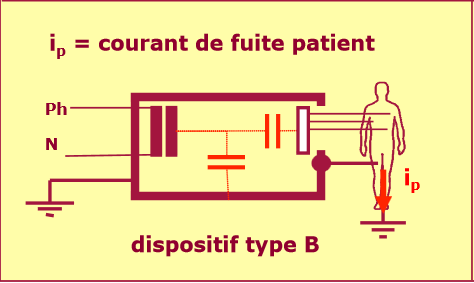 ip = courant de fuite patient
Ph
N
ip
dispositif type B